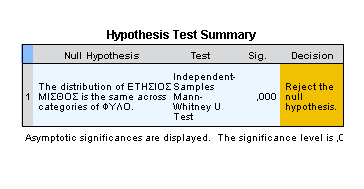 Hypothesis Test Summary
Null Hypothesis Test Sig. Decision
1 The distribution of ΕΤΗΣΙΟΣ ΜΙΣΘΟΣ is the same across categories of ΦΥΛΟ. Independent-Samples Mann-Whitney U Test ,000 Reject the null hypothesis.
Asymptotic significances are displayed. The significance level is ,0